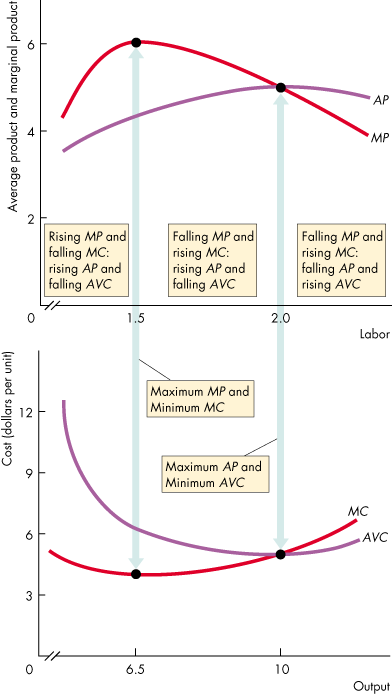 Average product and marginal product
6
4
2
0
AP
MP
Rising MP and
falling MC:
rising AP and
falling AVC
Falling MP and
rising MC:
rising AP and
falling AVC
Falling MP and
rising MC:
falling AP and
rising AVC
1.5
2.0
Labor
Cost (dollars per unit)
12
9
6
3
0
Maximum MP and
Minimum MC
Maximum AP and
Minimum AVC
MC
AVC
6.5
10
Output